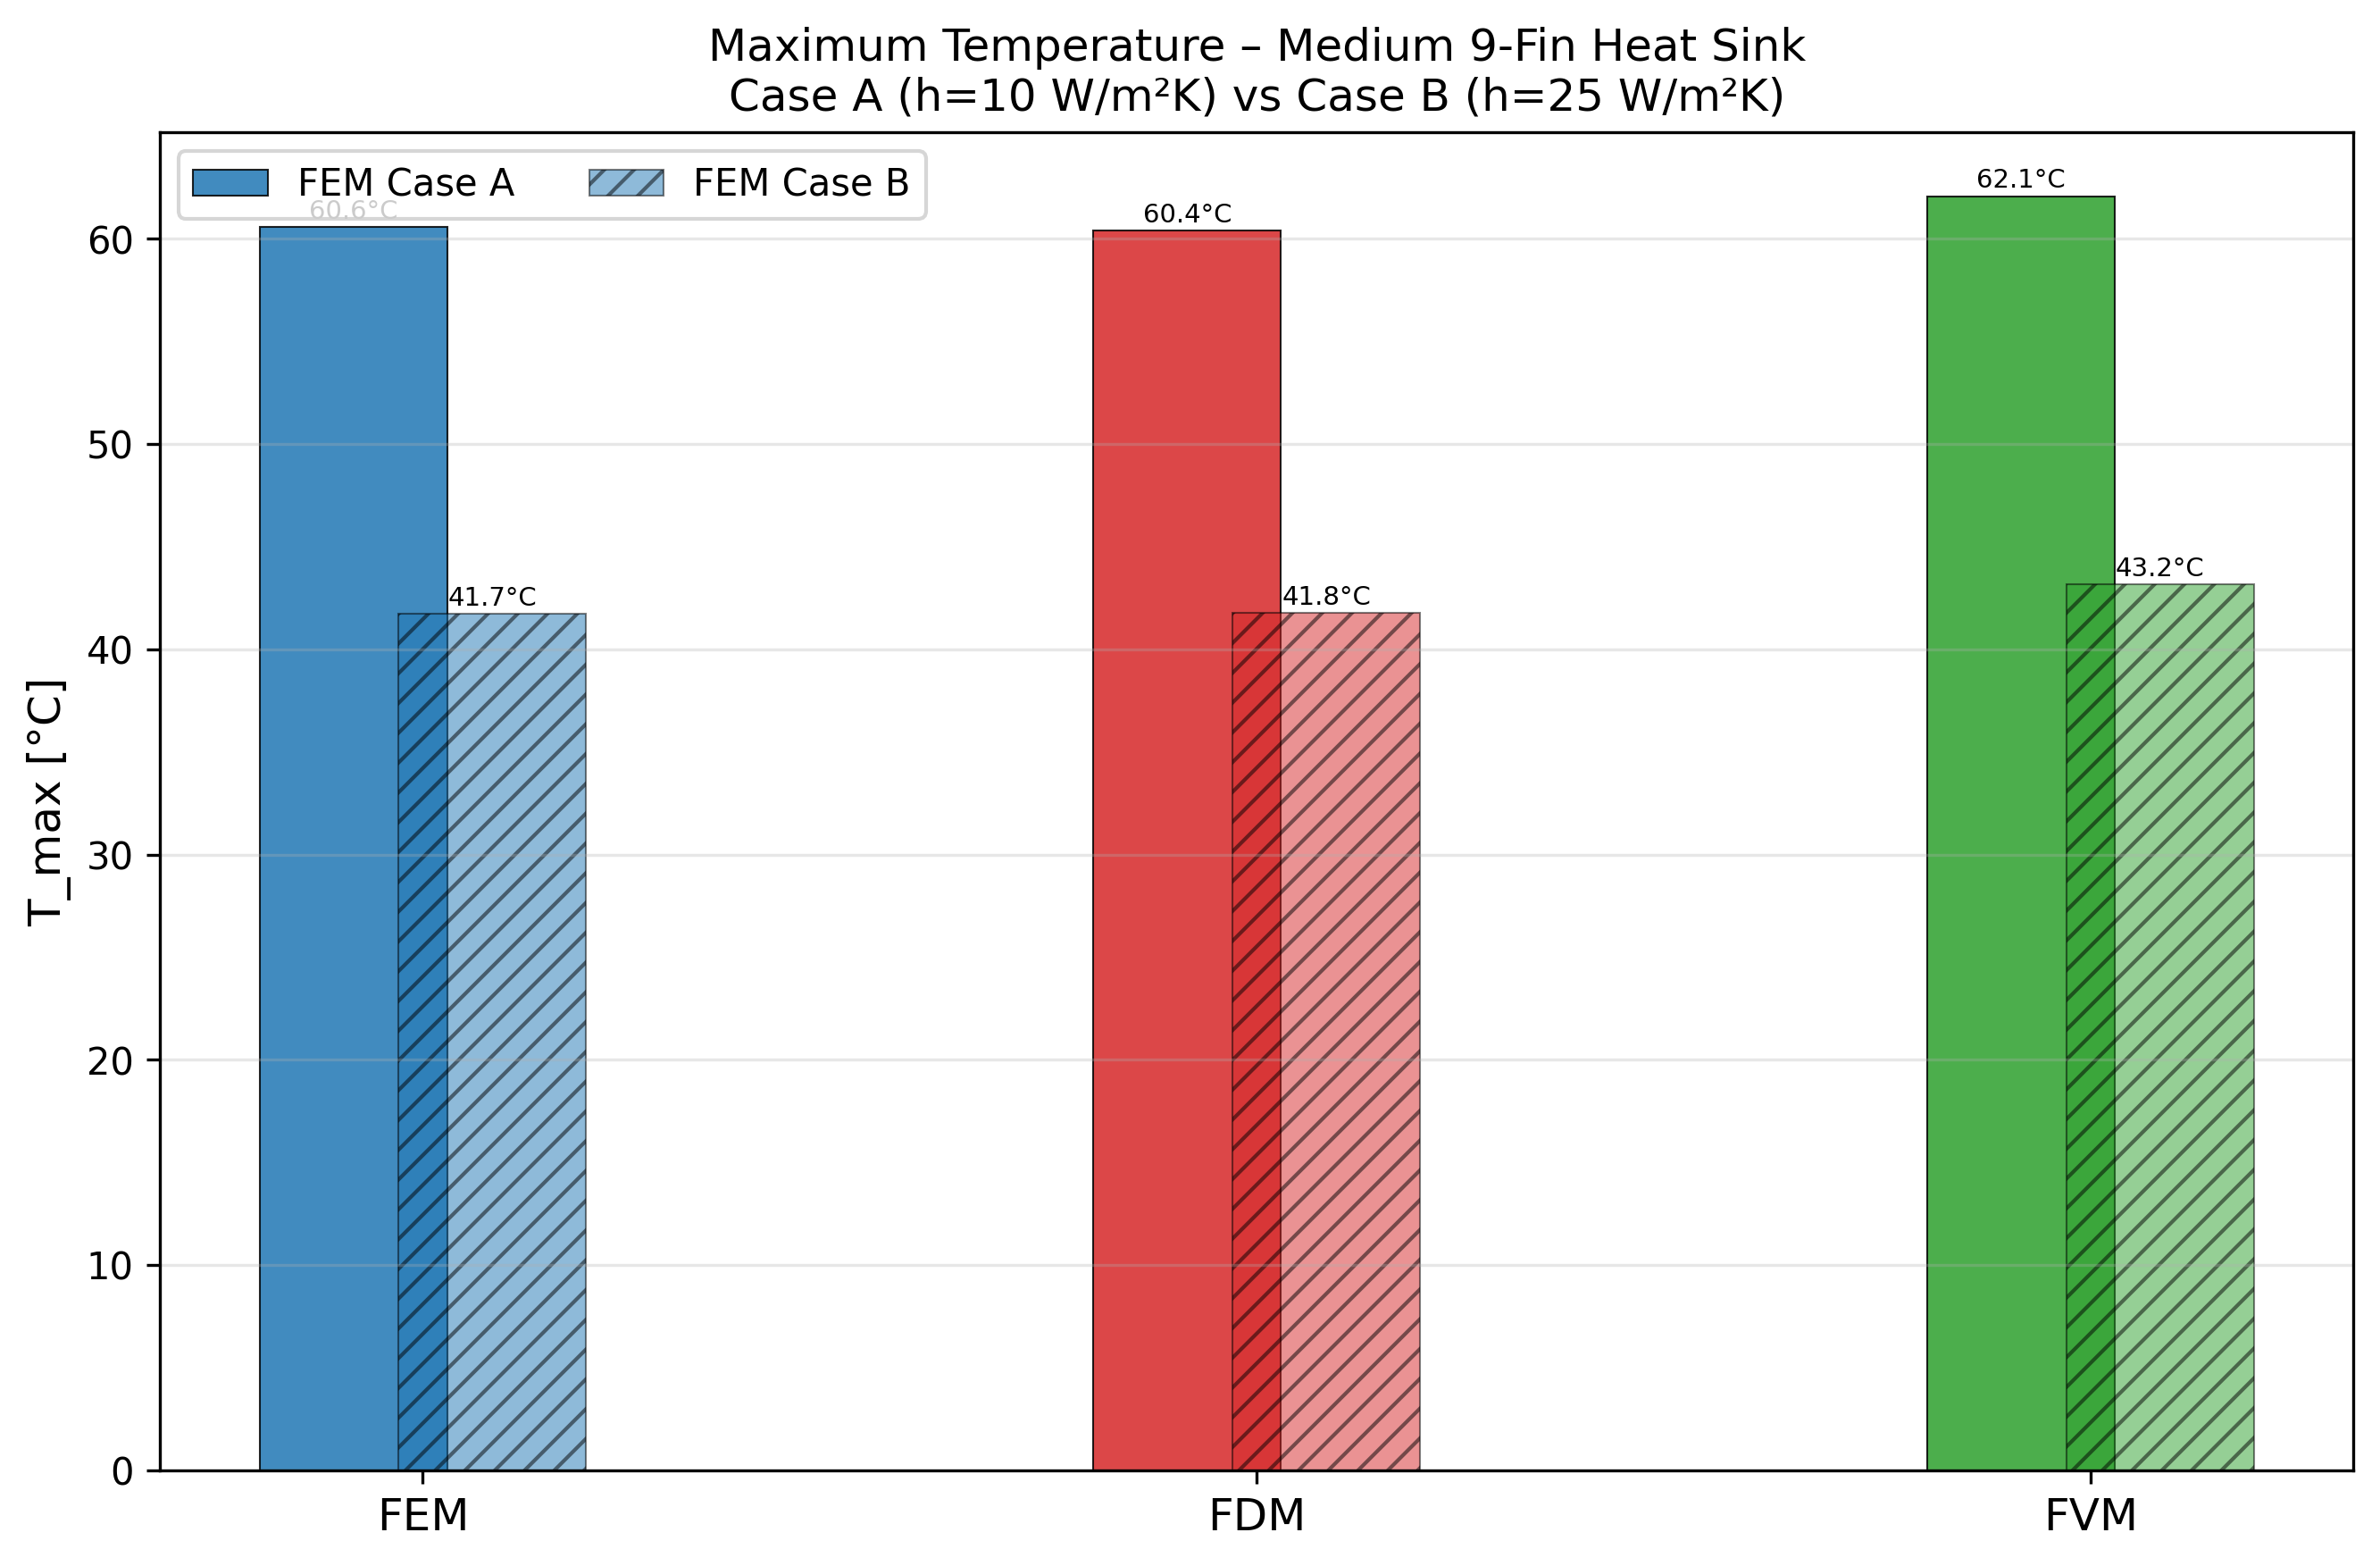 Maximum Temperature – Medium 9-Fin Heat Sink
Case A (h=10 W/m²K) vs Case B (h=25 W/m²K)
FEM Case A
FEM Case B
60.6°C
60.4°C
62.1°C
41.7°C
41.8°C
43.2°C
T_max [°C]
60
50
40
30
20
10
0
FEM
FDM
FVM